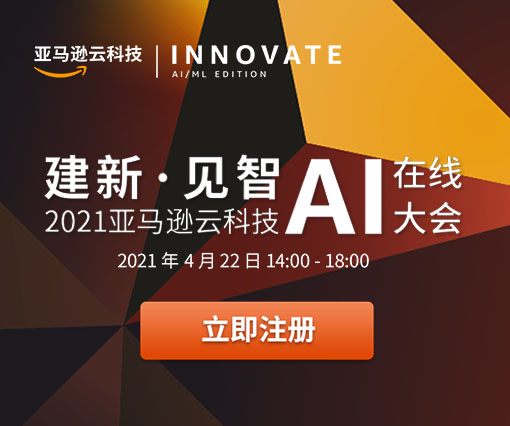 亚马逊云科技 | INNOVATE
AI/ML EDITION
建新·见智 AI 在线
2021亚马逊云科技 大会
2021 年 4 月 22 日 14:00 - 18:00
立即注册